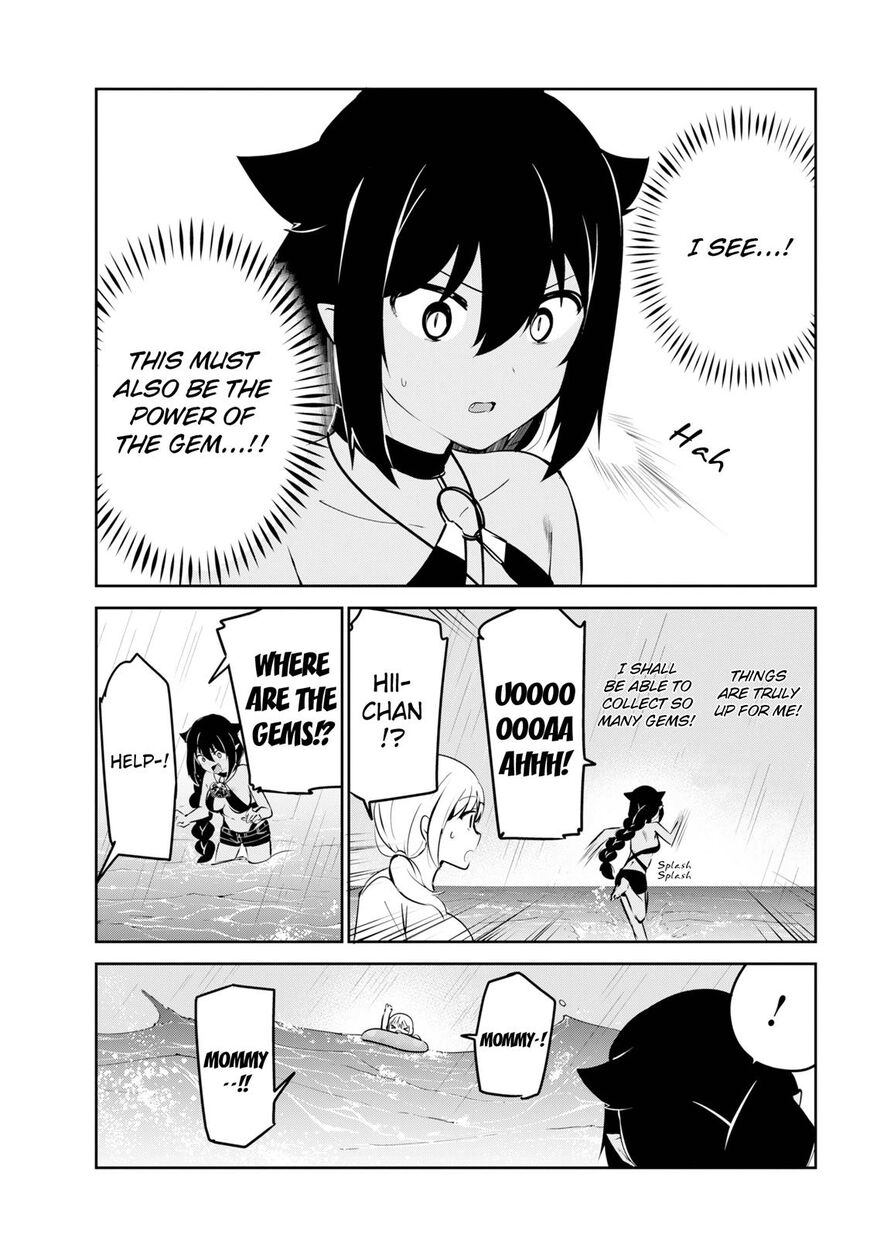 I SEE...!
THIS MUST
ALSO BE THE
POWER OF
THE GEM...!!
Hah
THINGS
ARE TRULY
UP FOR ME!
I SHALL
BE ABLE TO
COLLECT SO
MANY GEMS!
Splash
Splash
UOOOO
OOOAA
AHHH!
HII-
CHAN
!?
WHERE
ARE THE
GEMS!?
HELP-!
!
MOMMY-!
MOMMY
--!!